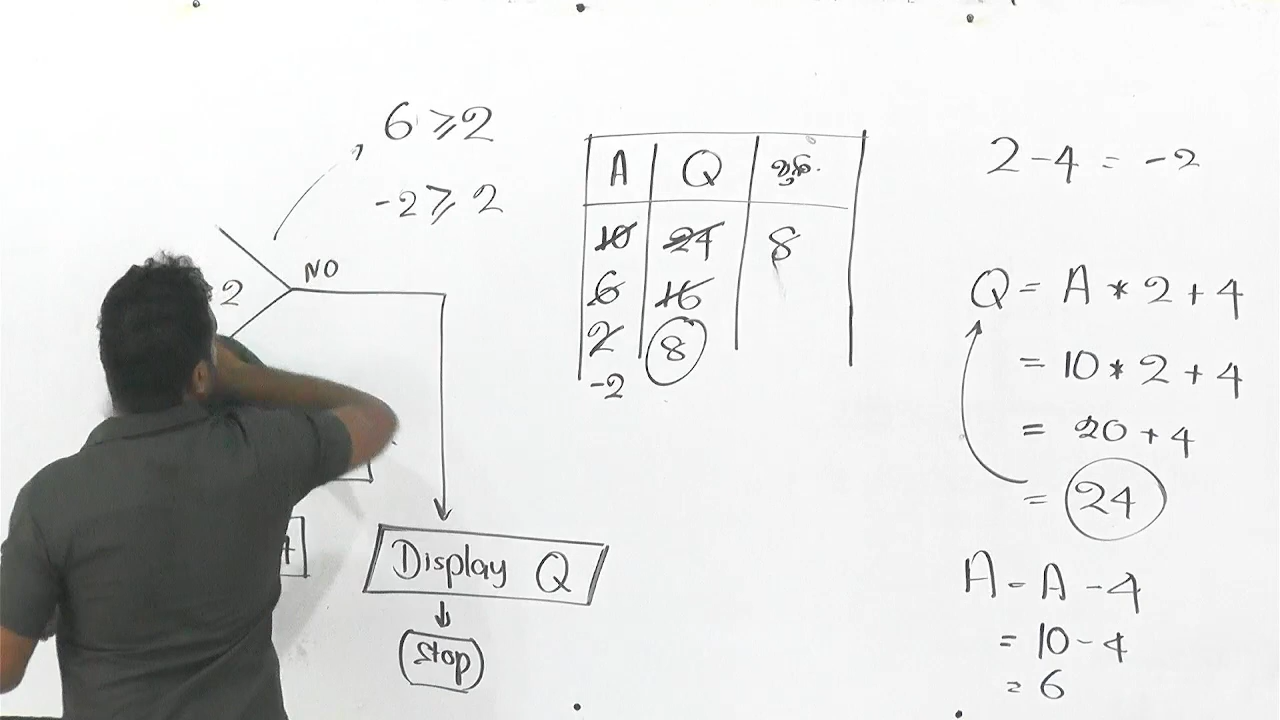 6 ⩾ 2
-2 ⩾ 2
2
NO
Display Q
Stop
A Q
10 24 8
6 16
2 8
-2
2 - 4 = -2
Q = A * 2 + 4
= 10 * 2 + 4
= 20 + 4
= 24
A = A - 4
= 10 - 4
= 6